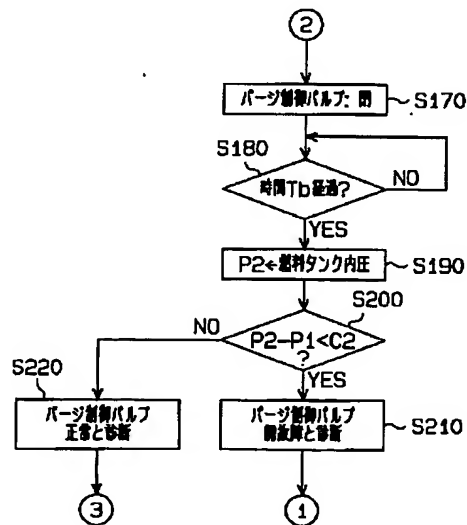 2
パージ制御バルブ: 閉
S170
S180
時間Tb経過?
NO
YES
P2←燃料タンク内圧
S190
S200
NO
P2-P1<C2
?
YES
S220
パージ制御バルブ
正常と診断
パージ制御バルブ
開故障と診断
S210
3
1